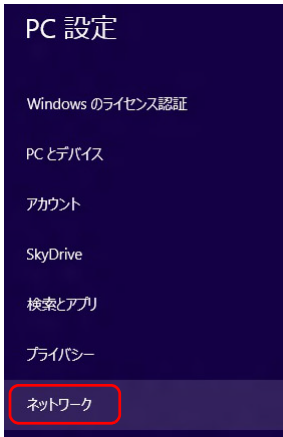 PC 設定
Windows のライセンス認証
PC とデバイス
アカウント
SkyDrive
検索とアプリ
プライバシー
ネットワーク